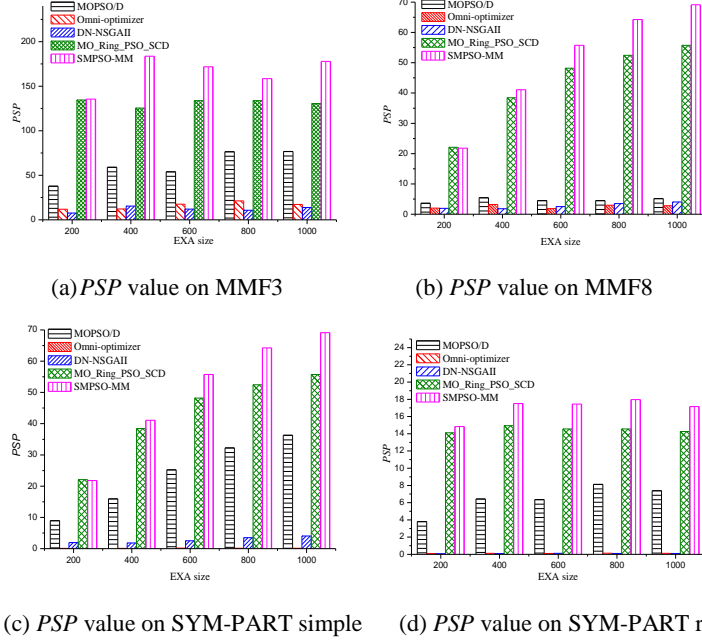 MOPSO/D
Omni-optimizer
DN-NSGAII
MO_Ring_PSO_SCD
SMPSO-MM
200
150
100
50
0
PSP
200 400 600 800 1000
EXA size
(a) PSP value on MMF3
MOPSO/D
Omni-optimizer
DN-NSGAII
MO_Ring_PSO_SCD
SMPSO-MM
70
60
50
40
30
20
10
0
PSP
200 400 600 800 1000
EXA size
(b) PSP value on MMF8
MOPSO/D
Omni-optimizer
DN-NSGAII
MO_Ring_PSO_SCD
SMPSO-MM
70
60
50
40
30
20
10
0
PSP
200 400 600 800 1000
EXA size
(c) PSP value on SYM-PART simple
MOPSO/D
Omni-optimizer
DN-NSGAII
MO_Ring_PSO_SCD
SMPSO-MM
24
22
20
18
16
14
12
10
8
6
4
2
0
PSP
200 400 600 800 1000
EXA size
(d) PSP value on SYM-PART r